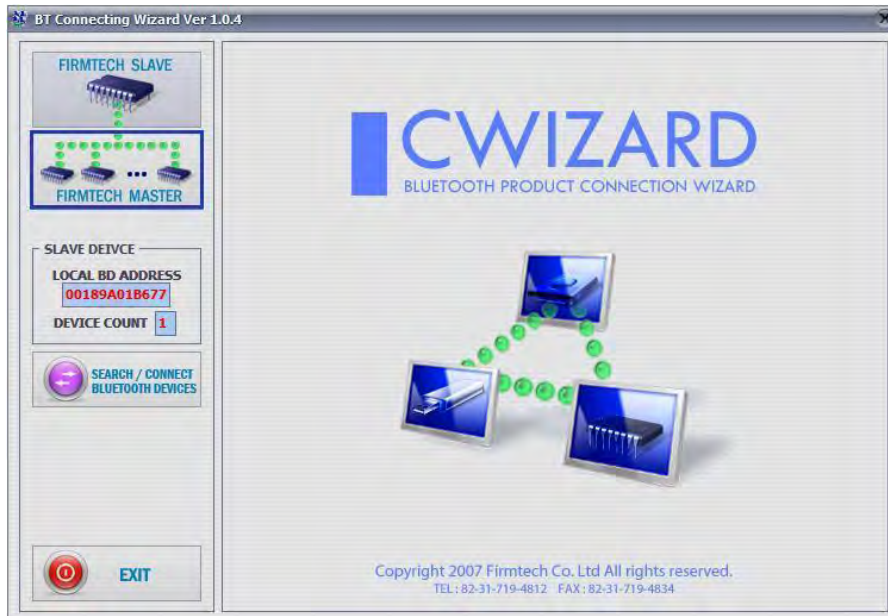 BT Connecting Wizard Ver 1.0.4
FIRMTECH SLAVE
FIRMTECH MASTER
SLAVE DEIVCE
LOCAL BD ADDRESS
00189A01B677
DEVICE COUNT 1
SEARCH / CONNECT
BLUETOOTH DEVICES
EXIT
CWIZARD
BLUETOOTH PRODUCT CONNECTION WIZARD
Copyright 2007 Firmtech Co. Ltd All rights reserved.
TEL : 82-31-719-4812 FAX : 82-31-719-4834